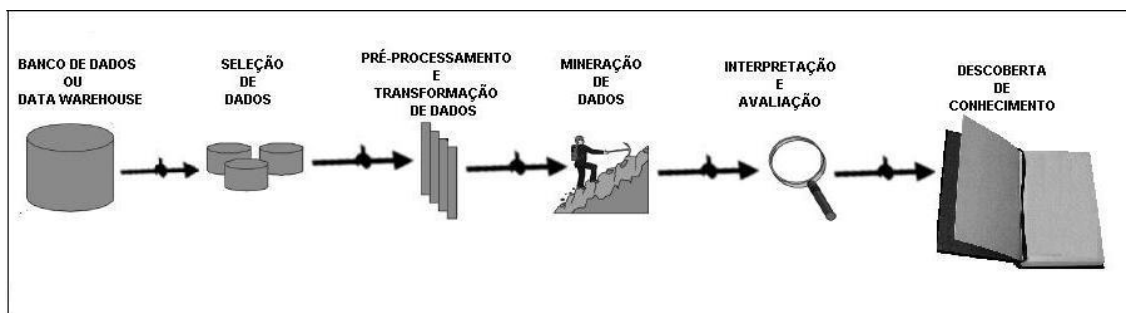 BANCO DE DADOS
OU
DATA WAREHOUSE
SELEÇÃO
DE
DADOS
PRÉ-PROCESSAMENTO
E
TRANSFORMAÇÃO
DE DADOS
MINERAÇÃO
DE
DADOS
INTERPRETAÇÃO
E
AVALIAÇÃO
DESCOBERTA
DE
CONHECIMENTO